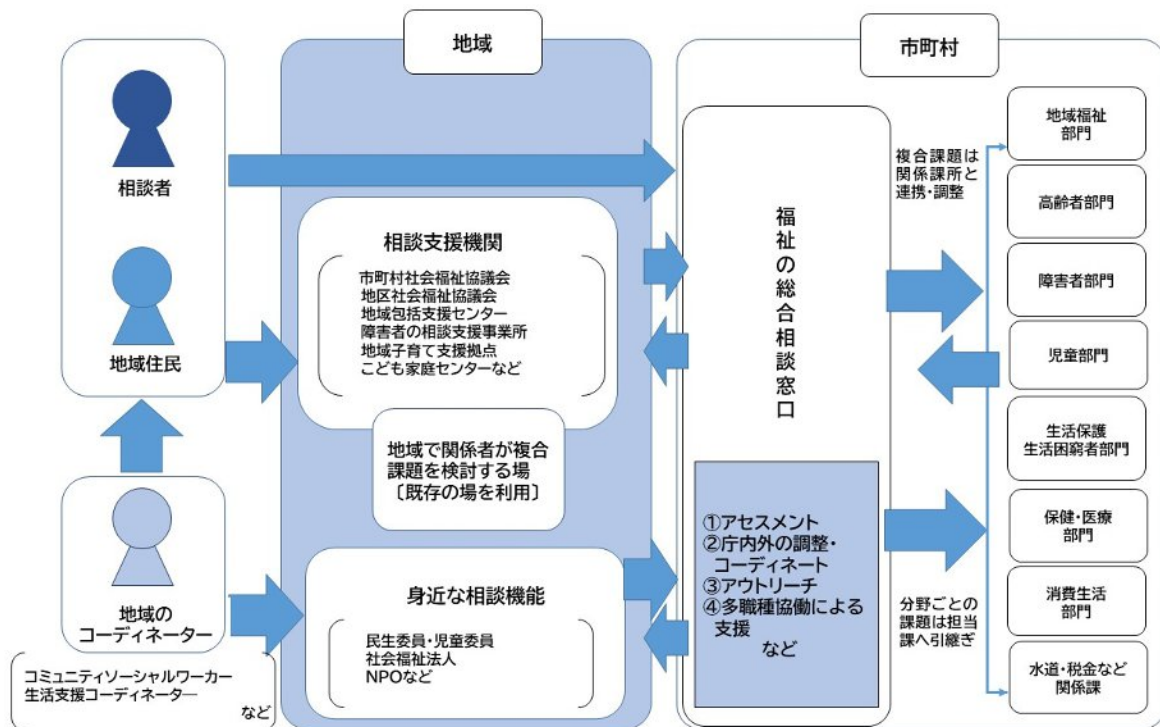 地域
市町村
相談者
地域住民
地域の
コーディネーター
コミュニティソーシャルワーカー
生活支援コーディネーター
など
相談支援機関
市町村社会福祉協議会
地区社会福祉協議会
地域包括支援センター
障害者の相談支援事業所
地域子育て支援拠点
こども家庭センターなど
地域で関係者が複合
課題を検討する場
〔既存の場を利用〕
身近な相談機能
民生委員・児童委員
社会福祉法人
NPOなど
福祉の総合相談窓口
①アセスメント
②庁内外の調整・
コーディネート
③アウトリーチ
④多職種協働による
支援
など
複合課題は
関係課所と
連携・調整
分野ごとの
課題は担当
課へ引継ぎ
地域福祉
部門
高齢者部門
障害者部門
児童部門
生活保護
生活困窮者部門
保健・医療
部門
消費生活
部門
水道・税金など
関係課